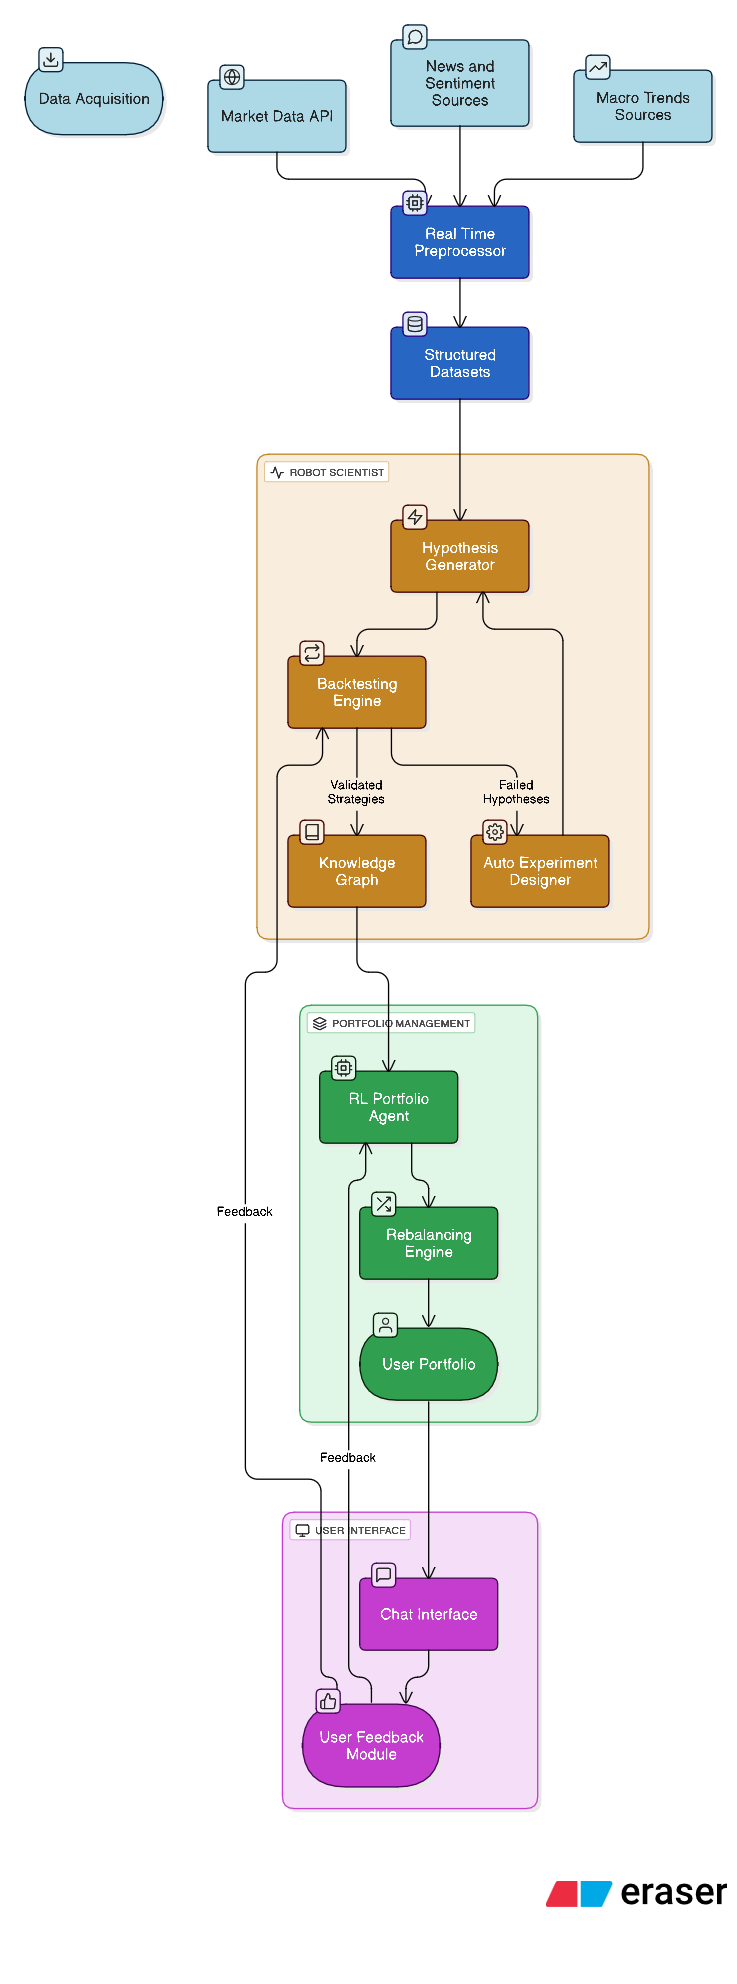 Data Acquisition
Market Data API
News and
Sentiment
Sources
Macro Trends
Sources
Real Time
Preprocessor
Structured
Datasets
ROBOT SCIENTIST
Hypothesis
Generator
Backtesting
Engine
Validated
Strategies
Failed
Hypotheses
Knowledge
Graph
Auto Experiment
Designer
PORTFOLIO MANAGEMENT
RL Portfolio
Agent
Feedback
Rebalancing
Engine
User Portfolio
Feedback
USER INTERFACE
Chat Interface
User Feedback
Module
eraser